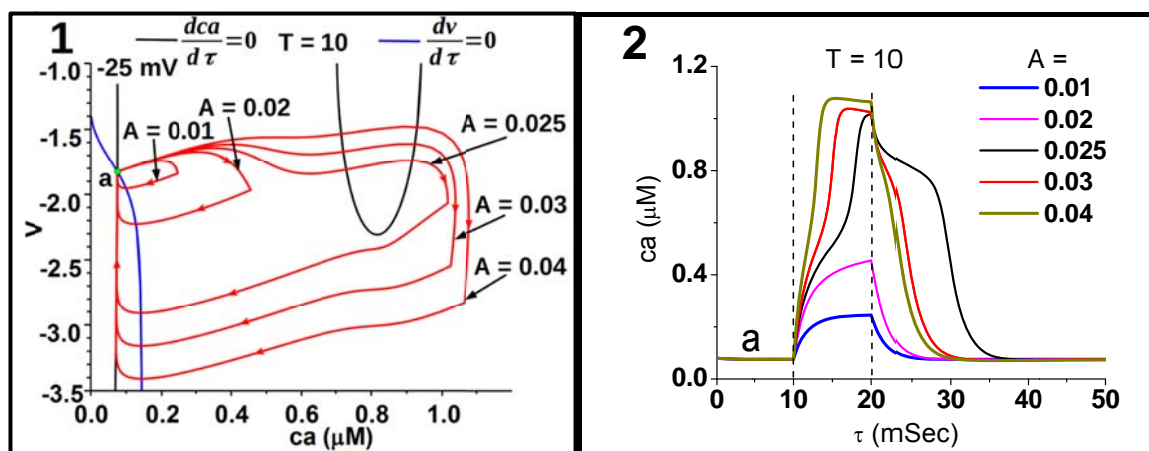 1
dca/dτ=0 T = 10 dv/dτ=0
-25 mV
A = 0.02
A = 0.01
A = 0.025
a
A = 0.03
A = 0.04
v
-1.0
-1.5
-2.0
-2.5
-3.0
-3.5
0.0 0.2 0.4 0.6 0.8 1.0
ca (μM)
2
T = 10 A =
0.01
0.02
0.025
0.03
0.04
a
ca (μM)
1.2
0.8
0.4
0.0
0 10 20 30 40 50
τ (mSec)